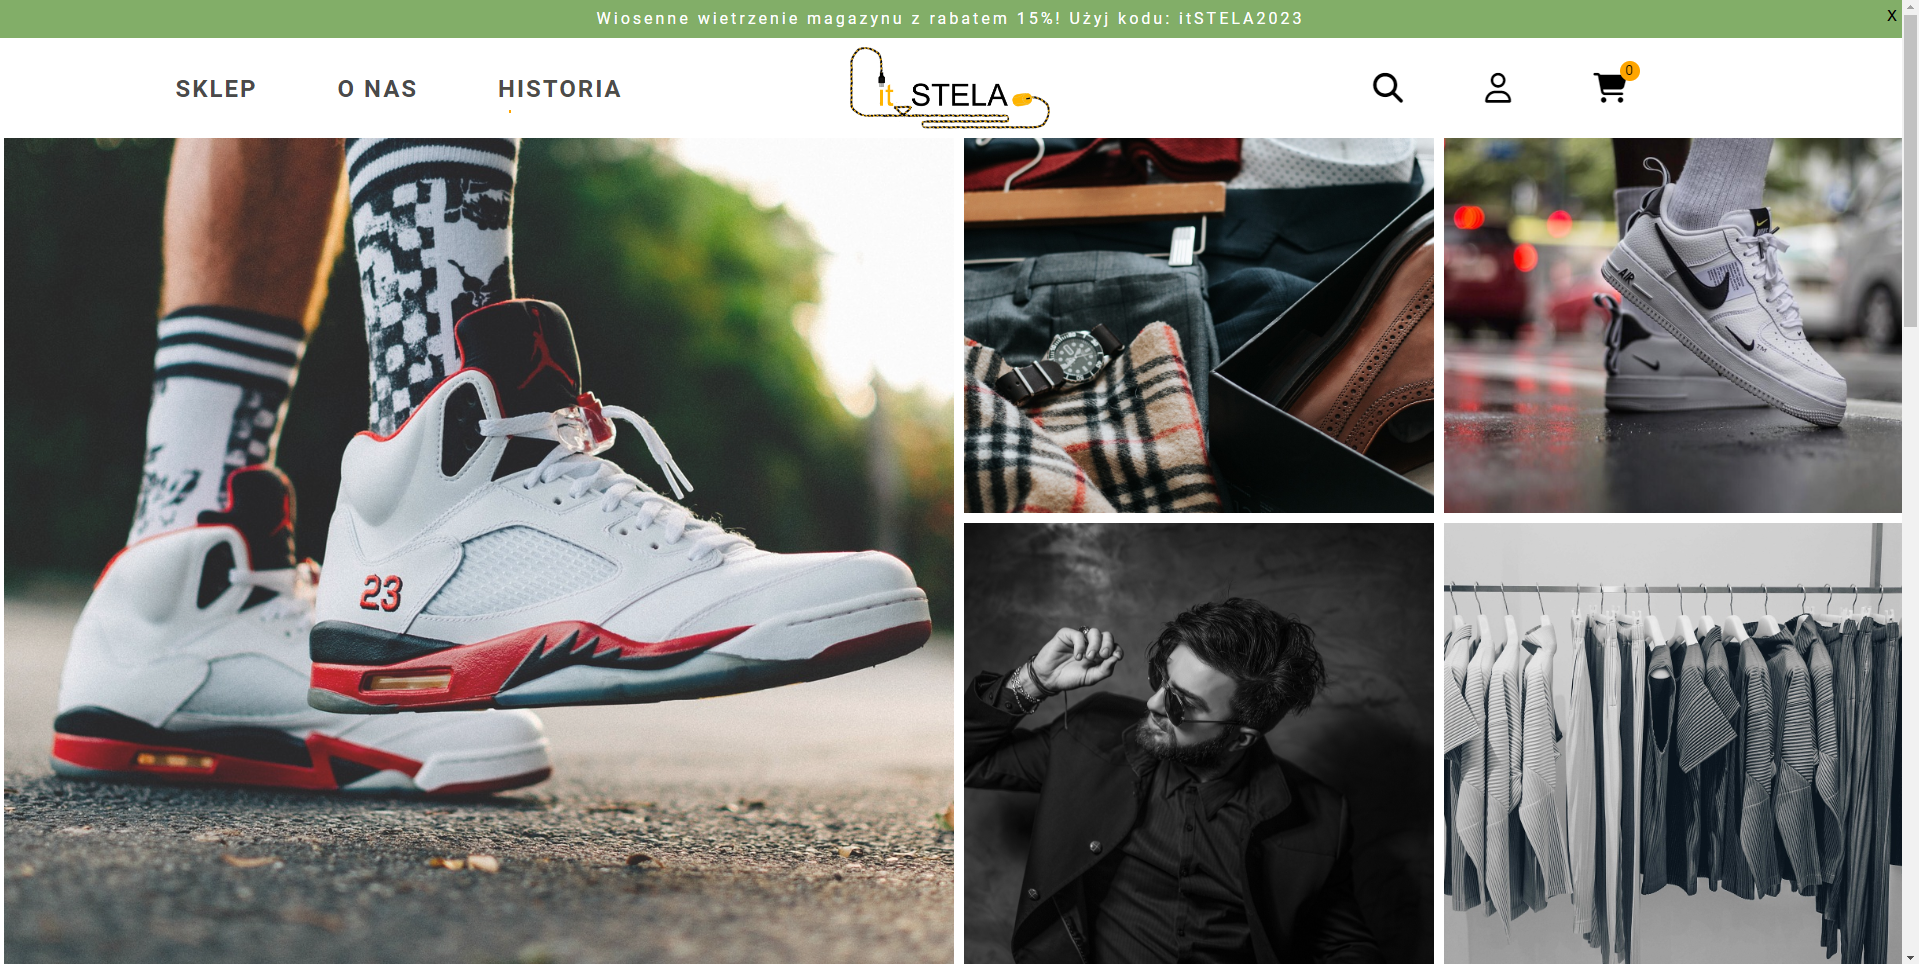 Wiosenne wietrzenie magazynu z rabatem 15%! Użyj kodu: itSTELA2023
X
SKLEP
O NAS
HISTORIA
it STELA
0
23
AIR